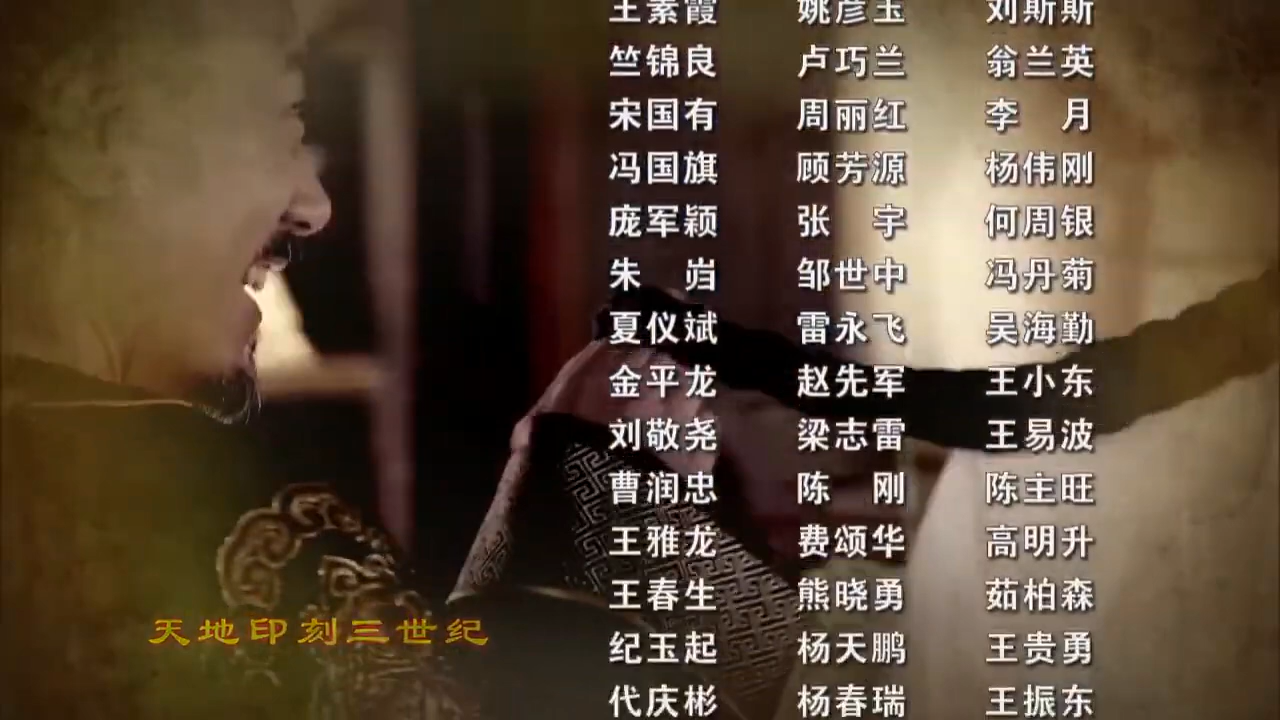 王素霞 姚彦玉 刘斯斯
竺锦良 卢巧兰 翁兰英
宋国有 周丽红 李 月
冯国旗 顾芳源 杨伟刚
庞军颖 张 宇 何周银
朱 岿 邹世中 冯丹菊
夏仪斌 雷永飞 吴海勤
金平龙 赵先军 王小东
刘敬尧 梁志雷 王易波
曹润忠 陈 刚 陈主旺
王雅龙 费颂华 高明升
王春生 熊晓勇 茹柏森
纪玉起 杨天鹏 王贵勇
代庆彬 杨春瑞 王振东
天地印刻三世纪